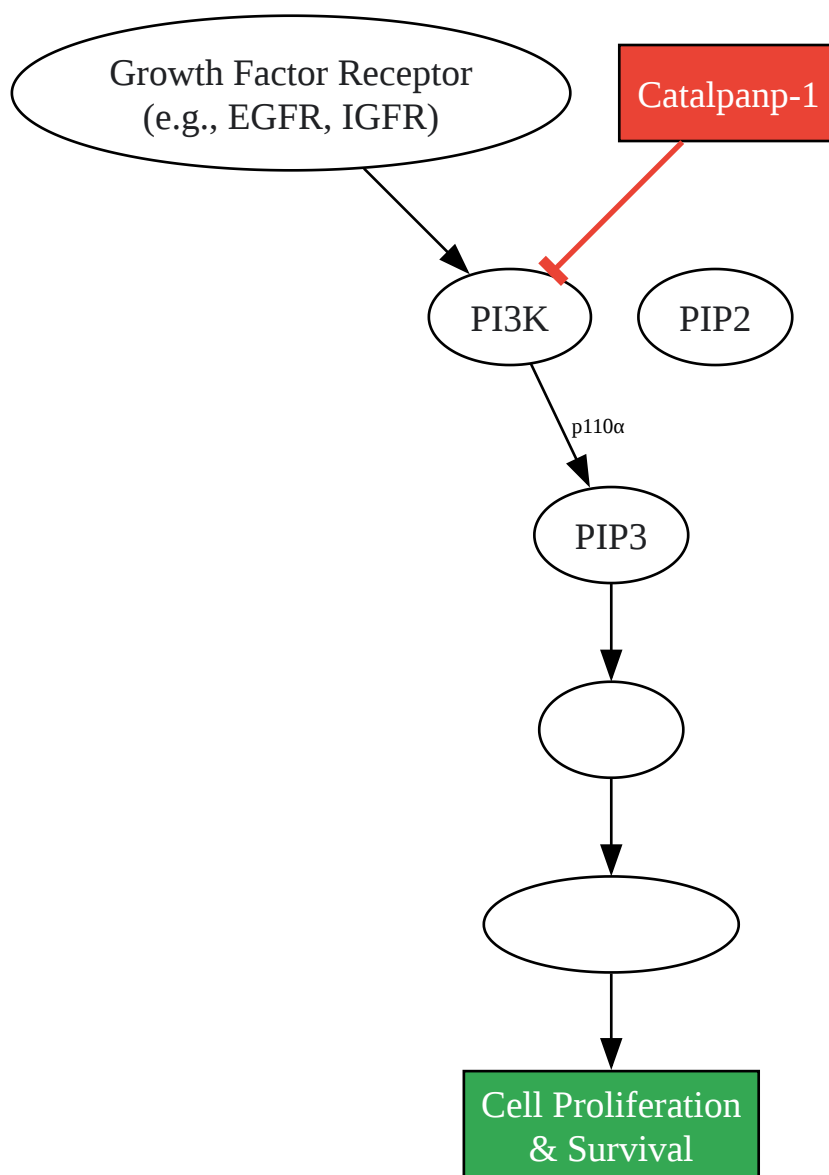 Growth Factor Receptor
(e.g., EGFR, IGFR)
Catalpanp-1
PI3K
PIP2
p110α
PIP3
Cell Proliferation
& Survival